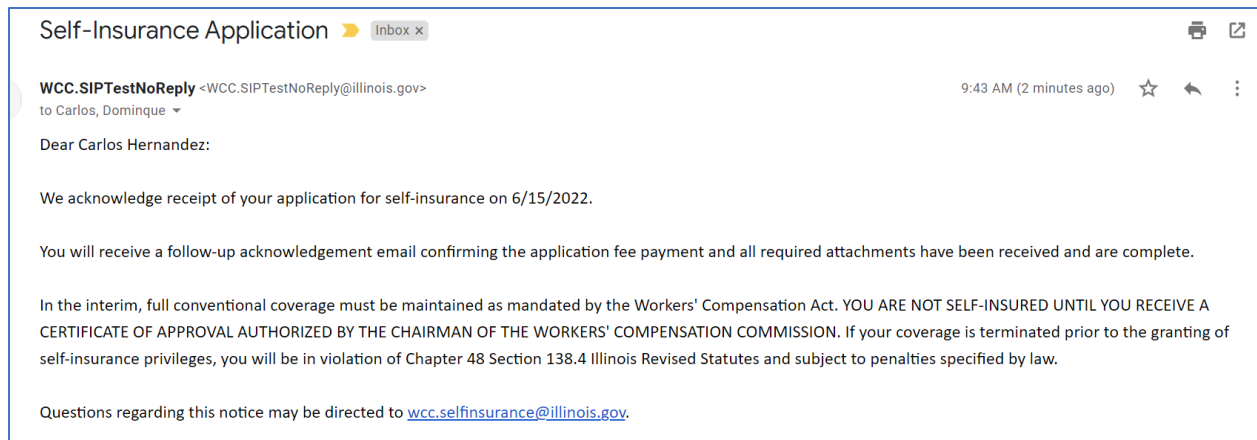 Self-Insurance Application Inbox x
WCC.SIPTestNoReply <WCC.SIPTestNoReply@illinois.gov> 9:43 AM (2 minutes ago)
to Carlos, Dominque
Dear Carlos Hernandez:
We acknowledge receipt of your application for self-insurance on 6/15/2022.
You will receive a follow-up acknowledgement email confirming the application fee payment and all required attachments have been received and are complete.
In the interim, full conventional coverage must be maintained as mandated by the Workers' Compensation Act. YOU ARE NOT SELF-INSURED UNTIL YOU RECEIVE A
CERTIFICATE OF APPROVAL AUTHORIZED BY THE CHAIRMAN OF THE WORKERS' COMPENSATION COMMISSION. If your coverage is terminated prior to the granting of
self-insurance privileges, you will be in violation of Chapter 48 Section 138.4 Illinois Revised Statutes and subject to penalties specified by law.
Questions regarding this notice may be directed to wcc.selfinsurance@illinois.gov.